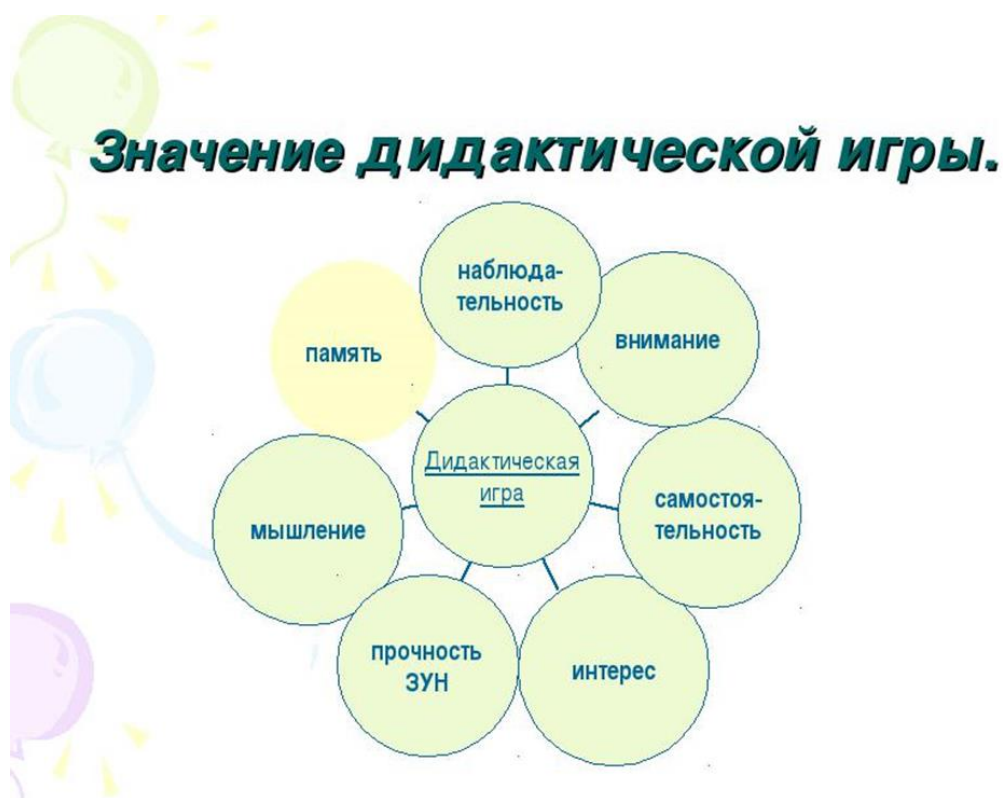 Значение дидактической игры.
наблюда-
тельность
внимание
память
Дидактическая
игра
самостоя-
тельность
мышление
прочность
ЗУН
интерес